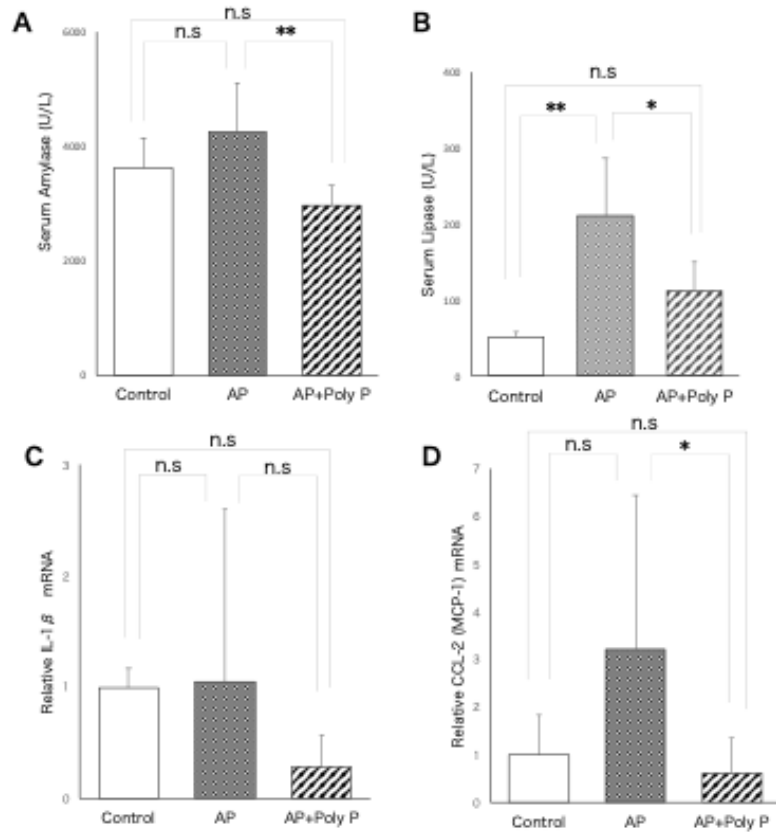 A
n.s
n.s
**
Serum Amylase (U/L)
6000
4000
2000
0
Control
AP
AP+Poly P
B
n.s
**
*
Serum Lipase (U/L)
400
300
200
100
0
Control
AP
AP+Poly P
C
n.s
n.s
n.s
Relative IL-1β mRNA
3
2
1
0
Control
AP
AP+Poly P
D
n.s
n.s
*
Relative CCL-2 (MCP-1) mRNA
7
6
5
4
3
2
1
0
Control
AP
AP+Poly P